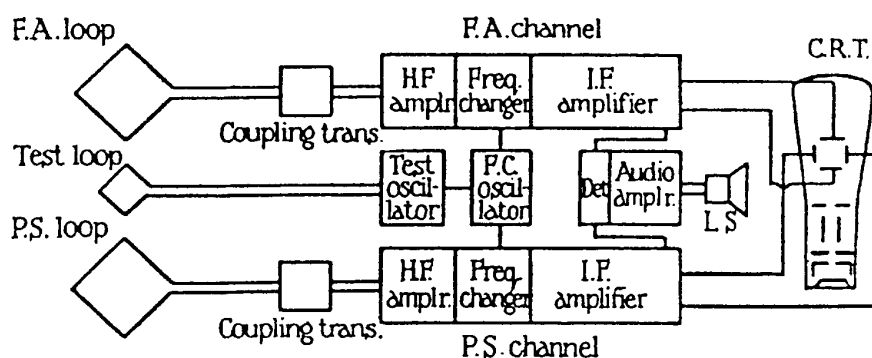 F.A. loop
F.A. channel
C.R.T.
H.F. amplr.
Freq. changer
I.F. amplifier
Coupling trans.
Test loop
Test oscil- lator
F.C. oscil- lator
Det.
Audio amplr.
L S
P.S. loop
H.F. amplr.
Freq. changer
I.F. amplifier
Coupling trans.
P.S. channel